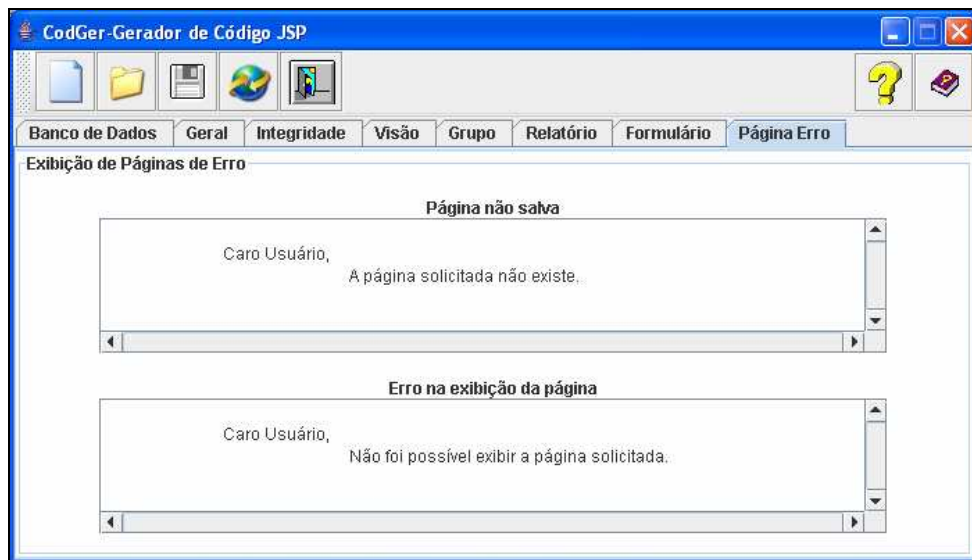 CodGer-Gerador de Código JSP
Banco de Dados Geral Integridade Visão Grupo Relatório Formulário Página Erro
Exibição de Páginas de Erro
Página não salva
Caro Usuário,
A página solicitada não existe.
Erro na exibição da página
Caro Usuário,
Não foi possível exibir a página solicitada.